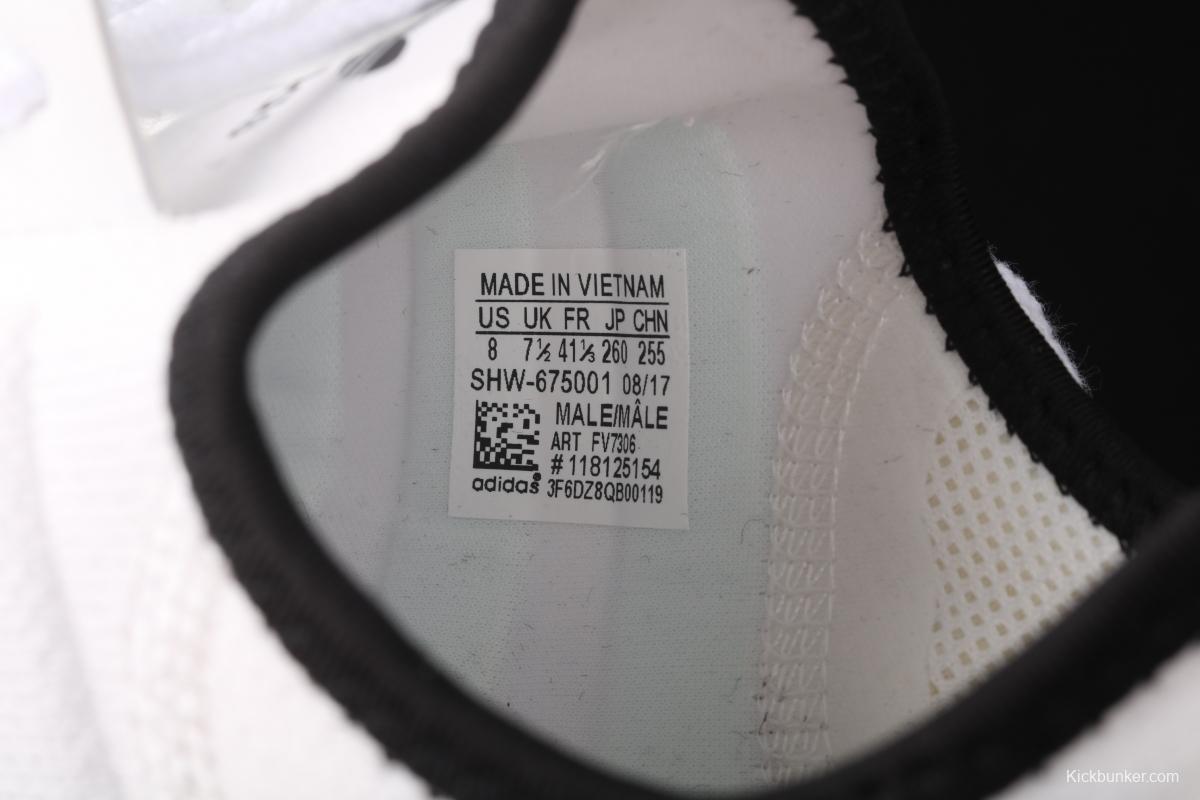 MADE IN VIETNAM
US UK FR JP CHN
8 7½ 41⅓ 260 255
SHW-675001 08/17
MALE/MÂLE
ART FV7306
# 118125154
adidas 3F6DZ8QB00119
Kickbunker.com